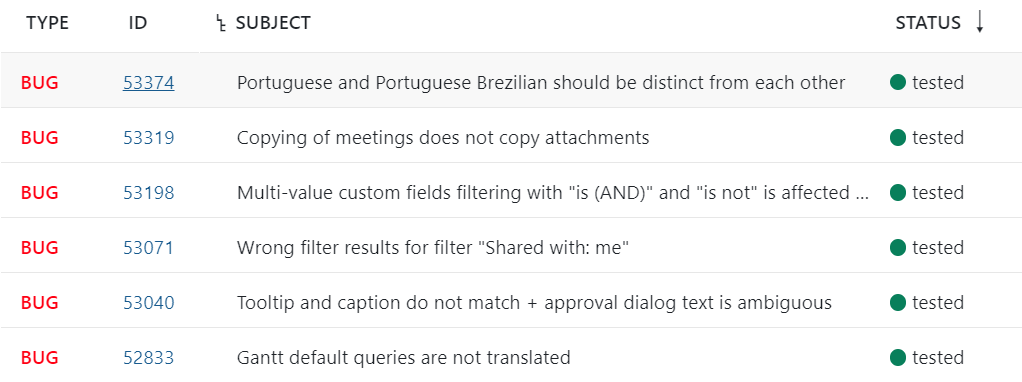 TYPE ID SUBJECT STATUS
BUG 53374 Portuguese and Portuguese Brezilian should be distinct from each other tested
BUG 53319 Copying of meetings does not copy attachments tested
BUG 53198 Multi-value custom fields filtering with "is (AND)" and "is not" is affected ... tested
BUG 53071 Wrong filter results for filter "Shared with: me" tested
BUG 53040 Tooltip and caption do not match + approval dialog text is ambiguous tested
BUG 52833 Gantt default queries are not translated tested